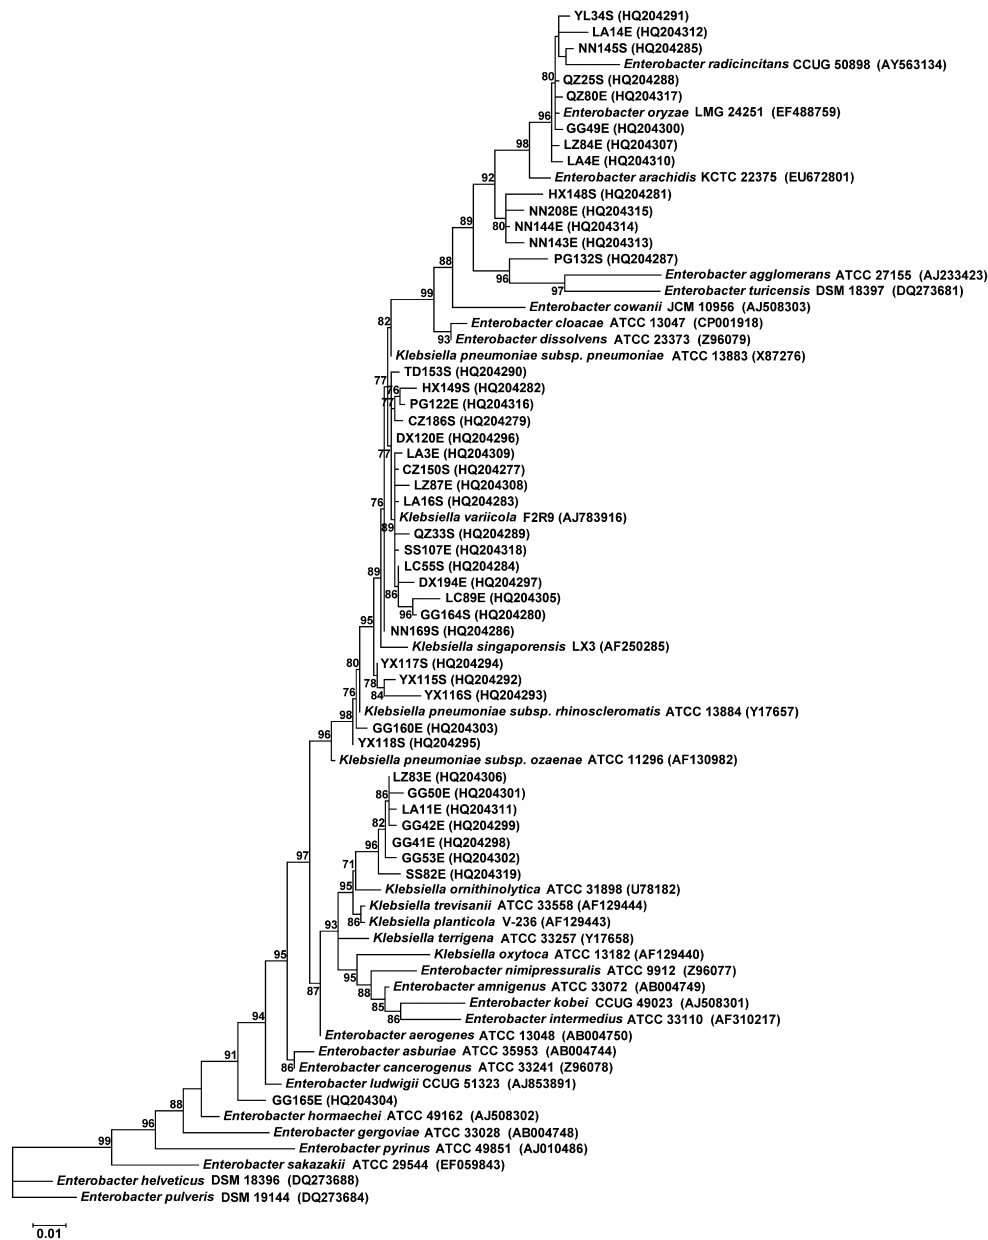 YL34S (HQ204291)
LA14E (HQ204312)
NN145S (HQ204285)
Enterobacter radicincitans CCUG 50898 (AY563134)
80 QZ25S (HQ204288)
QZ80E (HQ204317)
96 Enterobacter oryzae LMG 24251 (EF488759)
GG49E (HQ204300)
98 LZ84E (HQ204307)
LA4E (HQ204310)
92 Enterobacter arachidis KCTC 22375 (EU672801)
HX148S (HQ204281)
NN208E (HQ204315)
89 80 NN144E (HQ204314)
NN143E (HQ204313)
88 PG132S (HQ204287)
96 Enterobacter agglomerans ATCC 27155 (AJ233423)
99 97 Enterobacter turicensis DSM 18397 (DQ273681)
Enterobacter cowanii JCM 10956 (AJ508303)
82 Enterobacter cloacae ATCC 13047 (CP001918)
93 Enterobacter dissolvens ATCC 23373 (Z96079)
Klebsiella pneumoniae subsp. pneumoniae ATCC 13883 (X87276)
77 TD153S (HQ204290)
76 HX149S (HQ204282)
77 PG122E (HQ204316)
CZ186S (HQ204279)
DX120E (HQ204296)
77 LA3E (HQ204309)
CZ150S (HQ204277)
LZ87E (HQ204308)
76 LA16S (HQ204283)
Klebsiella variicola F2R9 (AJ783916)
89 QZ33S (HQ204289)
SS107E (HQ204318)
89 LC55S (HQ204284)
DX194E (HQ204297)
86 LC89E (HQ204305)
96 GG164S (HQ204280)
95 NN169S (HQ204286)
Klebsiella singaporensis LX3 (AF250285)
80 YX117S (HQ204294)
78 YX115S (HQ204292)
76 84 YX116S (HQ204293)
98 Klebsiella pneumoniae subsp. rhinoscleromatis ATCC 13884 (Y17657)
GG160E (HQ204303)
96 YX118S (HQ204295)
Klebsiella pneumoniae subsp. ozaenae ATCC 11296 (AF130982)
LZ83E (HQ204306)
86 GG50E (HQ204301)
LA11E (HQ204311)
82 GG42E (HQ204299)
96 GG41E (HQ204298)
97 GG53E (HQ204302)
71 SS82E (HQ204319)
95 Klebsiella ornithinolytica ATCC 31898 (U78182)
Klebsiella trevisanii ATCC 33558 (AF129444)
93 86 Klebsiella planticola V-236 (AF129443)
Klebsiella terrigena ATCC 33257 (Y17658)
95 Klebsiella oxytoca ATCC 13182 (AF129440)
95 Enterobacter nimipressuralis ATCC 9912 (Z96077)
87 88 Enterobacter amnigenus ATCC 33072 (AB004749)
85 Enterobacter kobei CCUG 49023 (AJ508301)
94 86 Enterobacter intermedius ATCC 33110 (AF310217)
Enterobacter aerogenes ATCC 13048 (AB004750)
91 Enterobacter asburiae ATCC 35953 (AB004744)
86 Enterobacter cancerogenus ATCC 33241 (Z96078)
Enterobacter ludwigii CCUG 51323 (AJ853891)
88 GG165E (HQ204304)
Enterobacter hormaechei ATCC 49162 (AJ508302)
96 Enterobacter gergoviae ATCC 33028 (AB004748)
99 Enterobacter pyrinus ATCC 49851 (AJ010486)
Enterobacter sakazakii ATCC 29544 (EF059843)
Enterobacter helveticus DSM 18396 (DQ273688)
Enterobacter pulveris DSM 19144 (DQ273684)
0.01